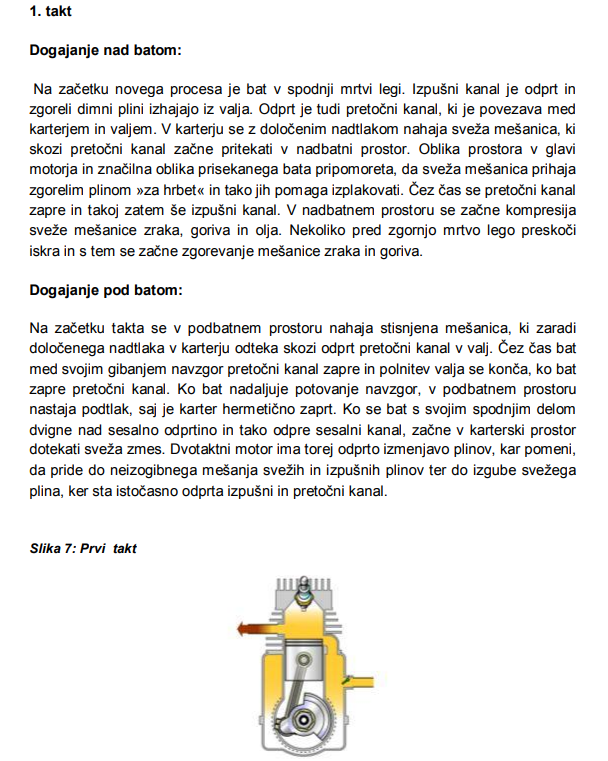 1. takt
Dogajanje nad batom:
Na začetku novega procesa je bat v spodnji mrtvi legi. Izpušni kanal je odprt in
zgoreli dimni plini izhajajo iz valja. Odprt je tudi pretočni kanal, ki je povezava med
karterjem in valjem. V karterju se z določenim nadtlakom nahaja sveža mešanica, ki
skozi pretočni kanal začne pritekati v nadbatni prostor. Oblika prostora v glavi
motorja in značilna oblika prisekanega bata pripomoreta, da sveža mešanica prihaja
zgorelim plinom »za hrbet« in tako jih pomaga izplakovati. Čez čas se pretočni kanal
zapre in takoj zatem še izpušni kanal. V nadbatnem prostoru se začne kompresija
sveže mešanice zraka, goriva in olja. Nekoliko pred zgornjo mrtvo lego preskoči
iskra in s tem se začne zgorevanje mešanice zraka in goriva.
Dogajanje pod batom:
Na začetku takta se v podbatnem prostoru nahaja stisnjena mešanica, ki zaradi
določenega nadtlaka v karterju odteka skozi odprt pretočni kanal v valj. Čez čas bat
med svojim gibanjem navzgor pretočni kanal zapre in polnitev valja se konča, ko bat
zapre pretočni kanal. Ko bat nadaljuje potovanje navzgor, v podbatnem prostoru
nastaja podtlak, saj je karter hermetično zaprt. Ko se bat s svojim spodnjim delom
dvigne nad sesalno odprtino in tako odpre sesalni kanal, začne v karterski prostor
dotekati sveža zmes. Dvotaktni motor ima torej odprto izmenjavo plinov, kar pomeni,
da pride do neizogibnega mešanja svežih in izpušnih plinov ter do izgube svežega
plina, ker sta istočasno odprta izpušni in pretočni kanal.
Slika 7: Prvi takt